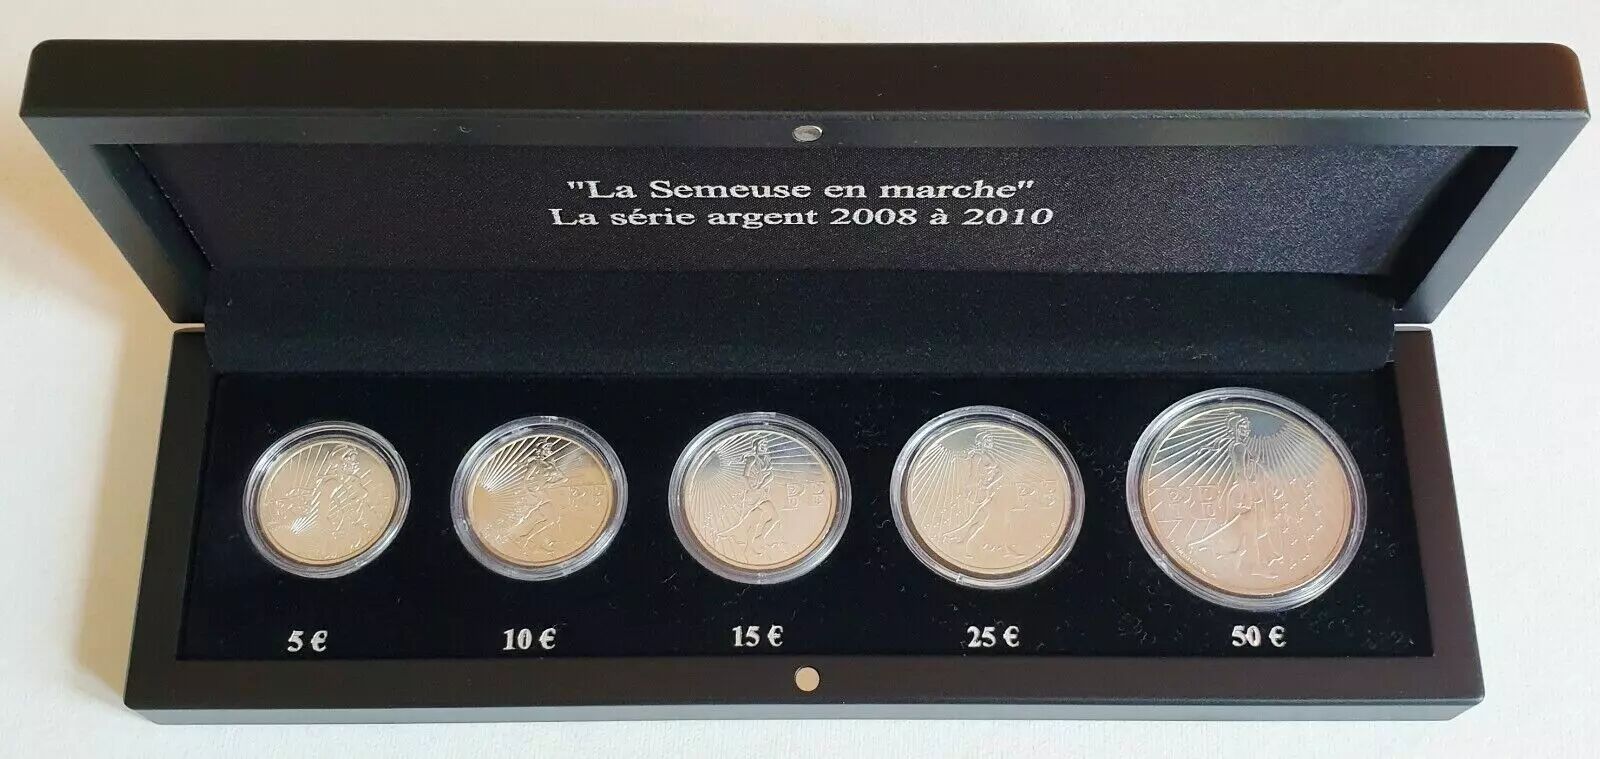 "La Semeuse en marche"
La série argent 2008 à 2010
5 €
10 €
15 €
25 €
50 €